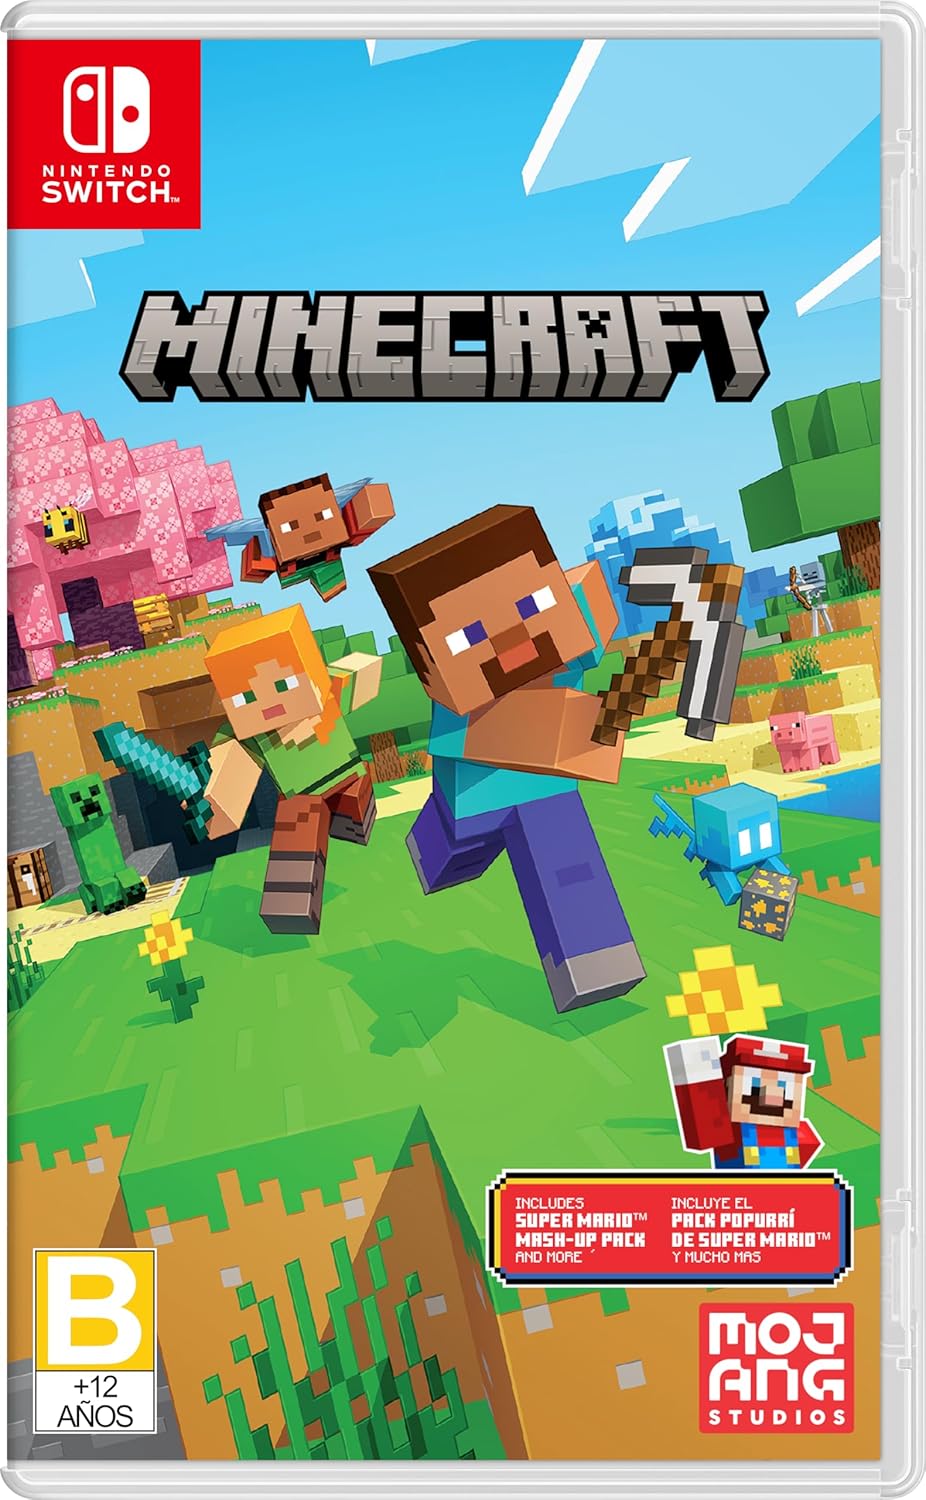 NINTENDO
SWITCH™
MINECRAFT
INCLUDES
SUPER MARIO™
MASH-UP PACK
AND MORE
INCLUYE EL
PACK POPURRÍ
DE SUPER MARIO™
Y MUCHO MAS
B
+12
AÑOS
MOJ
ANG
STUDIOS